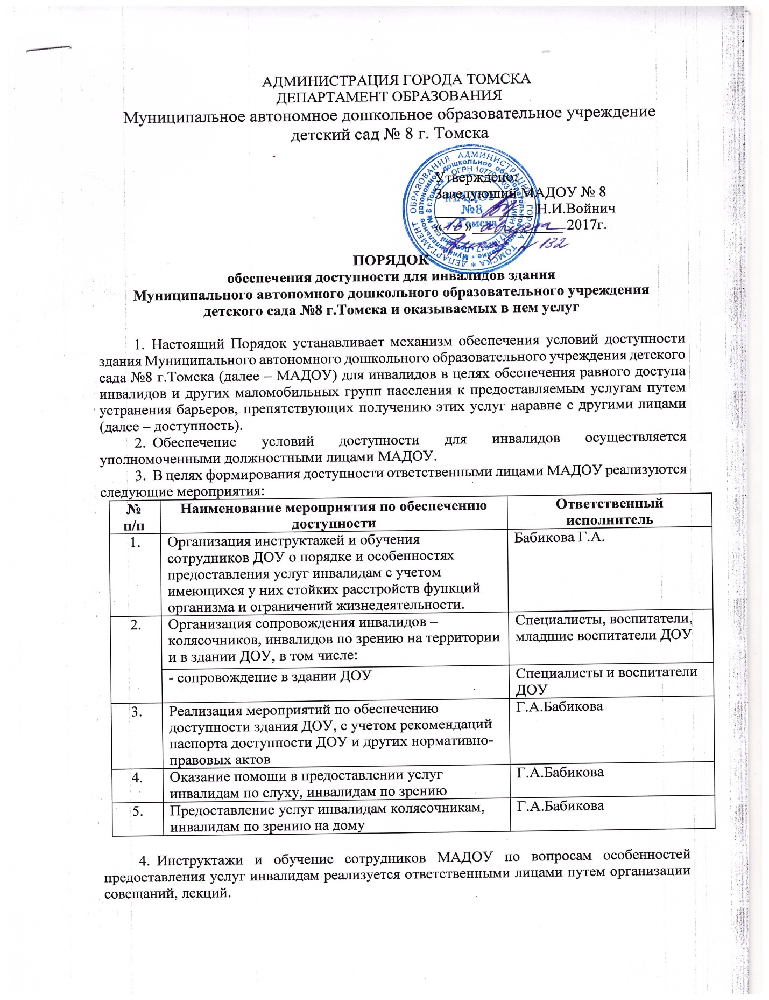 АДМИНИСТРАЦИЯ ГОРОДА ТОМСКА
ДЕПАРТАМЕНТ ОБРАЗОВАНИЯ
Муниципальное автономное дошкольное образовательное учреждение
детский сад № 8 г. Томска
Утверждено:
Заведующий МАДОУ № 8
Н.И.Войнич
«16» августа 2017г.
132
ДЕПАРТАМЕНТ ОБРАЗОВАНИЯ АДМИНИСТРАЦИИ ГОРОДА ТОМСКА
МАДОУ
№8
г. Томска
ПОРЯДОК
обеспечения доступности для инвалидов здания
Муниципального автономного дошкольного образовательного учреждения
детского сада №8 г.Томска и оказываемых в нем услуг
1. Настоящий Порядок устанавливает механизм обеспечения условий доступности
здания Муниципального автономного дошкольного образовательного учреждения детского
сада №8 г.Томска (далее – МАДОУ) для инвалидов в целях обеспечения равного доступа
инвалидов и других маломобильных групп населения к предоставляемым услугам путем
устранения барьеров, препятствующих получению этих услуг наравне с другими лицами
(далее – доступность).
2. Обеспечение условий доступности для инвалидов осуществляется
уполномоченными должностными лицами МАДОУ.
3. В целях формирования доступности ответственными лицами МАДОУ реализуются
следующие мероприятия:
№ п/п
Наименование мероприятия по обеспечению
доступности
Ответственный
исполнитель
1.
Организация инструктажей и обучения
сотрудников ДОУ о порядке и особенностях
предоставления услуг инвалидам с учетом
имеющихся у них стойких расстройств функций
организма и ограничений жизнедеятельности.
Бабикова Г.А.
2.
Организация сопровождения инвалидов –
колясочников, инвалидов по зрению на территории
и в здании ДОУ, в том числе:
Специалисты, воспитатели,
младшие воспитатели ДОУ
- сопровождение в здании ДОУ
Специалисты и воспитатели
ДОУ
3.
Реализация мероприятий по обеспечению
доступности здания ДОУ, с учетом рекомендаций
паспорта доступности ДОУ и других нормативно-
правовых актов
Г.А.Бабикова
4.
Оказание помощи в предоставлении услуг
инвалидам по слуху, инвалидам по зрению
Г.А.Бабикова
5.
Предоставление услуг инвалидам колясочникам,
инвалидам по зрению на дому
Г.А.Бабикова
4. Инструктажи и обучение сотрудников МАДОУ по вопросам особенностей
предоставления услуг инвалидам реализуется ответственными лицами путем организации
совещаний, лекций.